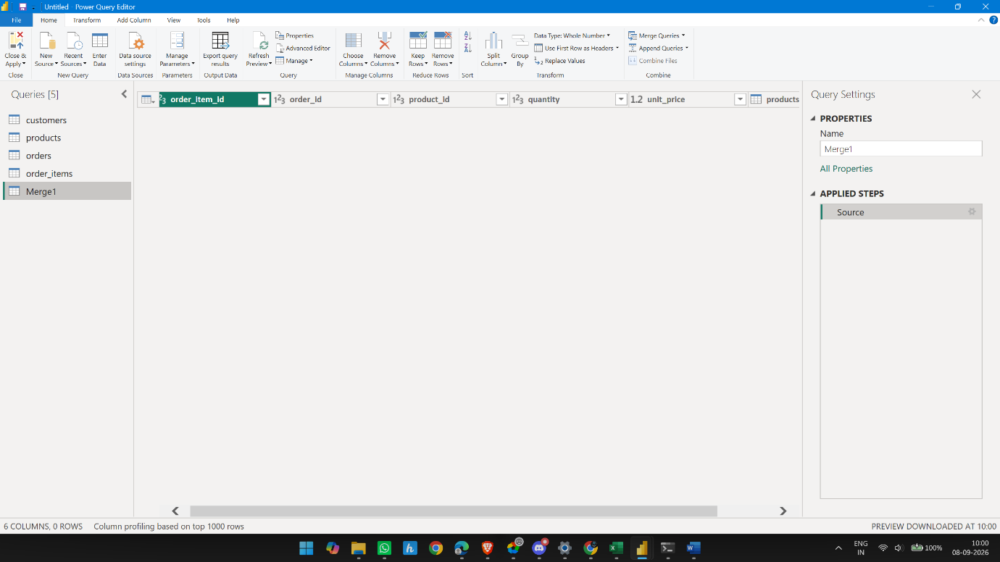 Untitled - Power Query Editor
File Home Transform Add Column View Tools Help
Close & Apply
New Source
Recent Sources
Enter Data
Data source settings
Manage Parameters
Export query results
Refresh Preview
Properties
Advanced Editor
Manage
Choose Columns
Remove Columns
Keep Rows
Remove Rows
Split Column
Group By
Data Type: Whole Number
Use First Row as Headers
Replace Values
Merge Queries
Append Queries
Combine Files
Close New Query Data Sources Parameters Output Data Query Manage Columns Reduce Rows Sort Transform Combine
Queries [5]
customers
products
orders
order_items
Merge1
order_item_id 123 order_id 123 product_id 123 quantity 1.2 unit_price products
Query Settings
PROPERTIES
Name
Merge1
All Properties
APPLIED STEPS
Source
6 COLUMNS, 0 ROWS Column profiling based on top 1000 rows
PREVIEW DOWNLOADED AT 10:00
ENG
IN
100%
10:00
08-09-2026